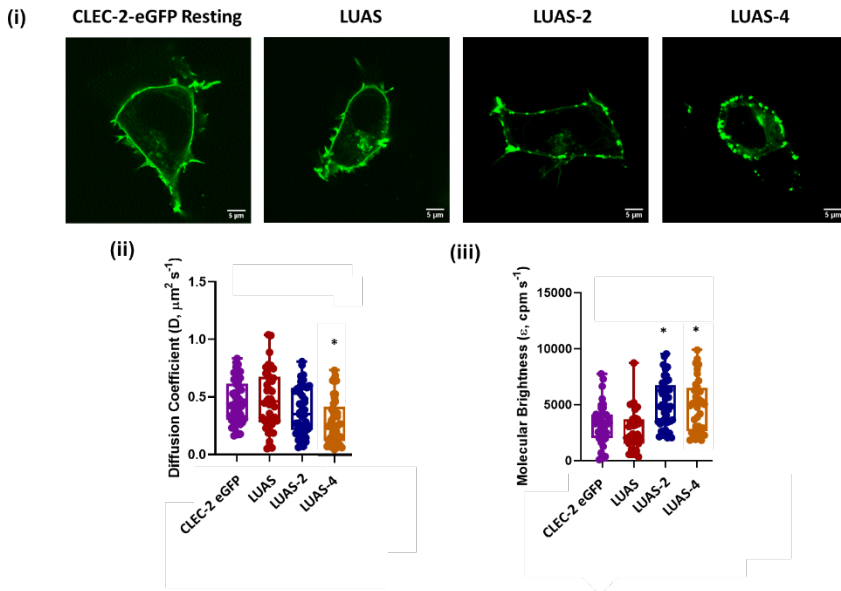 (i)
CLEC-2-eGFP Resting
LUAS
LUAS-2
LUAS-4
5 µm
5 µm
5 µm
5 µm
(ii)
Diffusion Coefficient (D, µm² s⁻¹)
1.5
1.0
0.5
0.0
*
CLEC-2 eGFP
LUAS
LUAS-2
LUAS-4
(iii)
Molecular Brightness (ε, cpm s⁻¹)
15000
10000
5000
0
*
*
CLEC-2 eGFP
LUAS
LUAS-2
LUAS-4